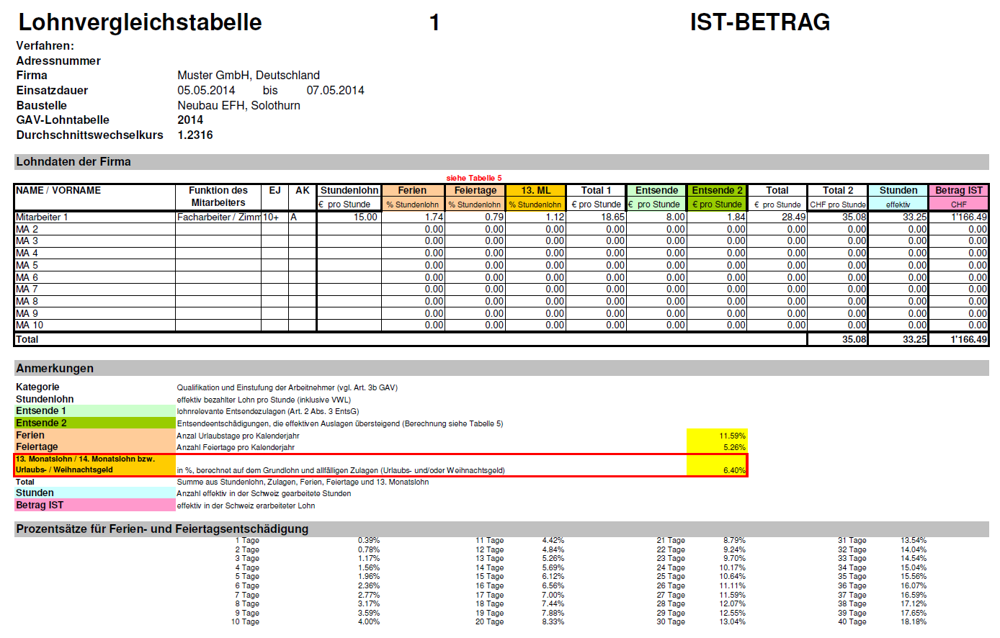 Lohnvergleichstabelle 1 IST-BETRAG
Verfahren:
Adressnummer
Firma Muster GmbH, Deutschland
Einsatzdauer 05.05.2014 bis 07.05.2014
Baustelle Neubau EFH, Solothurn
GAV-Lohntabelle 2014
Durchschnittswechselkurs 1.2316
Lohndaten der Firma
siehe Tabelle 5
NAME / VORNAME Funktion des EJ AK Stundenlohn Ferien Feiertage 13. ML Total 1 Entsende Entsende 2 Total Total 2 Stunden Betrag IST
Mitarbeiters € pro Stunde % Stundenlohn % Stundenlohn % Stundenlohn € pro Stunde € pro Stunde € pro Stunde € pro Stunde CHF pro Stunde effektiv CHF
Mitarbeiter 1 Facharbeiter / Zimm 10+ A 15.00 1.74 0.79 1.12 18.65 8.00 1.84 28.49 35.08 33.25 1'166.49
MA 2 0.00 0.00 0.00 0.00 0.00 0.00 0.00 0.00 0.00 0.00
MA 3 0.00 0.00 0.00 0.00 0.00 0.00 0.00 0.00 0.00 0.00
MA 4 0.00 0.00 0.00 0.00 0.00 0.00 0.00 0.00 0.00 0.00
MA 5 0.00 0.00 0.00 0.00 0.00 0.00 0.00 0.00 0.00 0.00
MA 6 0.00 0.00 0.00 0.00 0.00 0.00 0.00 0.00 0.00 0.00
MA 7 0.00 0.00 0.00 0.00 0.00 0.00 0.00 0.00 0.00 0.00
MA 8 0.00 0.00 0.00 0.00 0.00 0.00 0.00 0.00 0.00 0.00
MA 9 0.00 0.00 0.00 0.00 0.00 0.00 0.00 0.00 0.00 0.00
MA 10 0.00 0.00 0.00 0.00 0.00 0.00 0.00 0.00 0.00 0.00
Total 35.08 33.25 1'166.49
Anmerkungen
Kategorie Qualifikation und Einstufung der Arbeitnehmer (vgl. Art. 3b GAV)
Stundenlohn effektiv bezahlter Lohn pro Stunde (inklusive VWL)
Entsende 1 lohnrelevante Entsendezulagen (Art. 2 Abs. 3 EntsG)
Entsende 2 Entsendeentschädigungen, die effektiven Auslagen übersteigend (Berechnung siehe Tabelle 5)
Ferien Anzal Urlaubstage pro Kalenderjahr 11.59%
Feiertage Anzahl Feiertage pro Kalenderjahr 5.26%
13. Monatslohn / 14. Monatslohn bzw.
Urlaubs- / Weihnachtsgeld in %, berechnet auf dem Grundlohn und allfälligen Zulagen (Urlaubs- und/oder Weihnachtsgeld) 6.40%
Total Summe aus Stundenlohn, Zulagen, Ferien, Feiertage und 13. Monatslohn
Stunden Anzahl effektiv in der Schweiz gearbeitete Stunden
Betrag IST effektiv in der Schweiz erarbeiteter Lohn
Prozentsätze für Ferien- und Feiertagsentschädigung
1 Tage 0.39% 11 Tage 4.42% 21 Tage 8.79% 31 Tage 13.54%
2 Tage 0.78% 12 Tage 4.84% 22 Tage 9.24% 32 Tage 14.04%
3 Tage 1.17% 13 Tage 5.26% 23 Tage 9.70% 33 Tage 14.54%
4 Tage 1.56% 14 Tage 5.69% 24 Tage 10.17% 34 Tage 15.04%
5 Tage 1.96% 15 Tage 6.12% 25 Tage 10.64% 35 Tage 15.56%
6 Tage 2.36% 16 Tage 6.56% 26 Tage 11.11% 36 Tage 16.07%
7 Tage 2.77% 17 Tage 7.00% 27 Tage 11.59% 37 Tage 16.59%
8 Tage 3.17% 18 Tage 7.44% 28 Tage 12.07% 38 Tage 17.12%
9 Tage 3.59% 19 Tage 7.88% 29 Tage 12.55% 39 Tage 17.65%
10 Tage 4.00% 20 Tage 8.33% 30 Tage 13.04% 40 Tage 18.18%